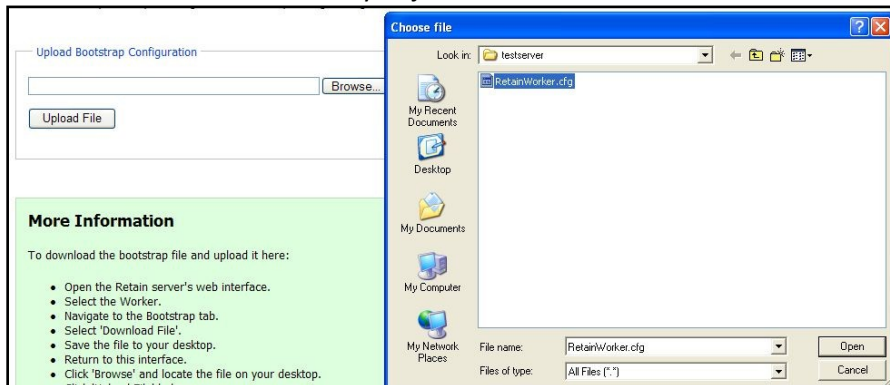 Upload Bootstrap Configuration
Browse...
Upload File
More Information
To download the bootstrap file and upload it here:
Open the Retain server's web interface.
Select the Worker.
Navigate to the Bootstrap tab.
Select 'Download File'.
Save the file to your desktop.
Return to this interface.
Click 'Browse' and locate the file on your desktop.
Choose file
Look in:
testserver
RetainWorker.cfg
My Recent
Documents
Desktop
My Documents
My Computer
My Network
Places
File name:
RetainWorker.cfg
Open
Files of type:
All Files (*.*)
Cancel